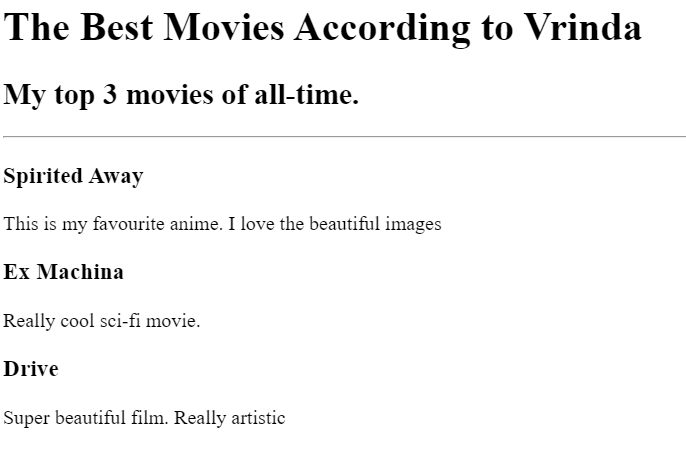 The Best Movies According to Vrinda
My top 3 movies of all-time.
Spirited Away
This is my favourite anime. I love the beautiful images
Ex Machina
Really cool sci-fi movie.
Drive
Super beautiful film. Really artistic